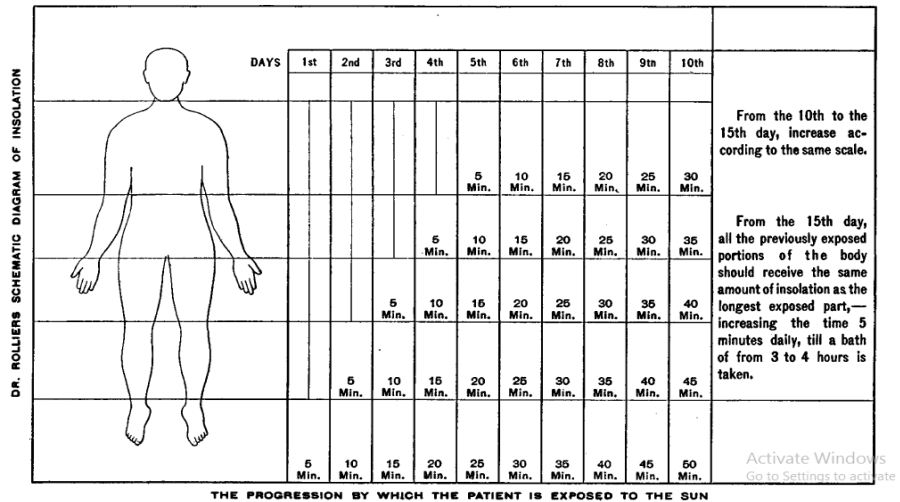 DR. ROLLIERS SCHEMATIC DIAGRAM OF INSOLATION
DAYS 1st 2nd 3rd 4th 5th 6th 7th 8th 9th 10th
5 Min. 10 Min. 15 Min. 20 Min. 25 Min. 30 Min.
5 Min. 10 Min. 15 Min. 20 Min. 25 Min. 30 Min. 35 Min.
5 Min. 10 Min. 15 Min. 20 Min. 25 Min. 30 Min. 35 Min. 40 Min.
5 Min. 10 Min. 15 Min. 20 Min. 25 Min. 30 Min. 35 Min. 40 Min. 45 Min.
5 Min. 10 Min. 15 Min. 20 Min. 25 Min. 30 Min. 35 Min. 40 Min. 45 Min. 50 Min.
From the 10th to the
15th day, increase ac-
cording to the same scale.
From the 15th day,
all the previously exposed
portions of the body
should receive the same
amount of insolation as the
longest exposed part,—
increasing the time 5
minutes daily, till a bath
of from 3 to 4 hours is
taken.
Activate Windows
Go to Settings to activate
THE PROGRESSION BY WHICH THE PATIENT IS EXPOSED TO THE SUN